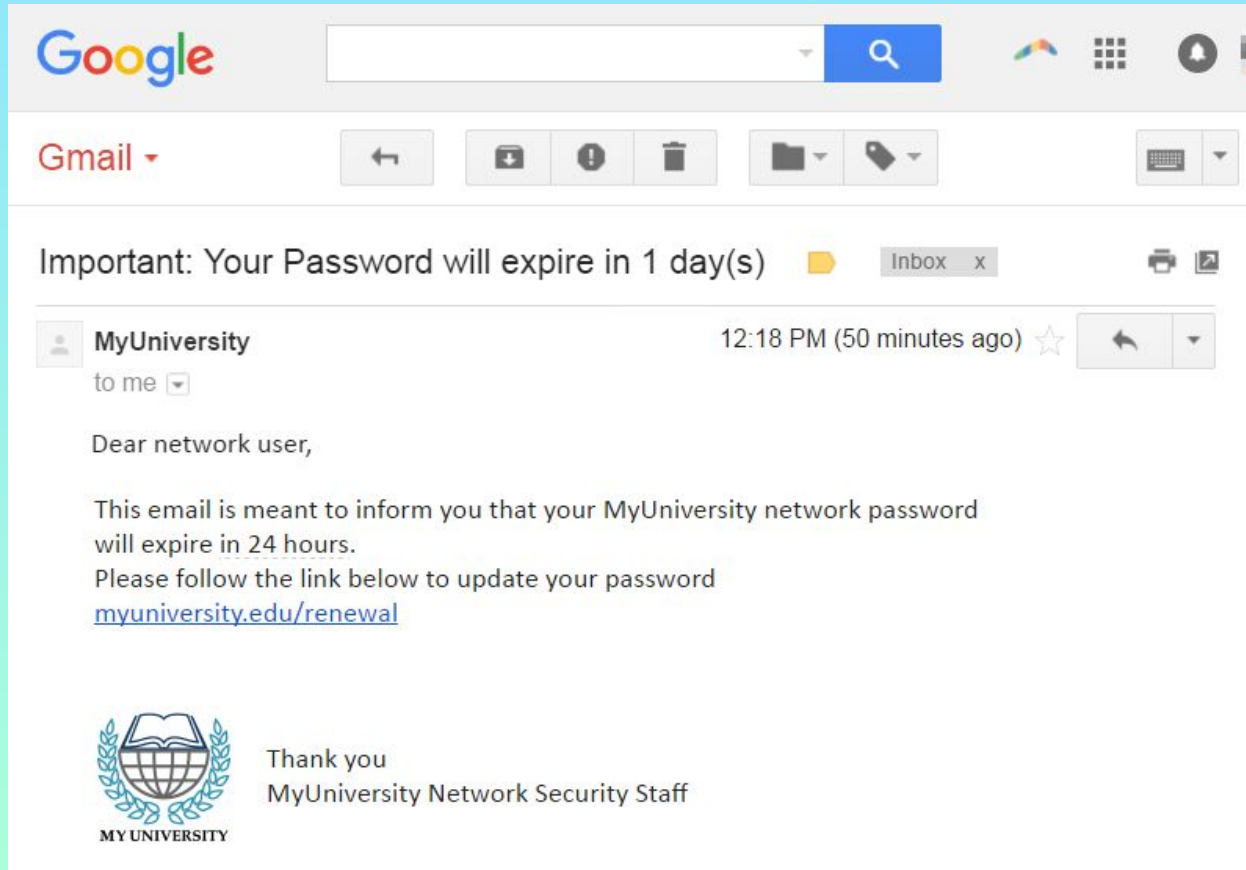 Google
Gmail
Important: Your Password will expire in 1 day(s)
Inbox x
MyUniversity
12:18 PM (50 minutes ago)
to me
Dear network user,
This email is meant to inform you that your MyUniversity network password
will expire in 24 hours.
Please follow the link below to update your password
myuniversity.edu/renewal
Thank you
MyUniversity Network Security Staff
MY UNIVERSITY